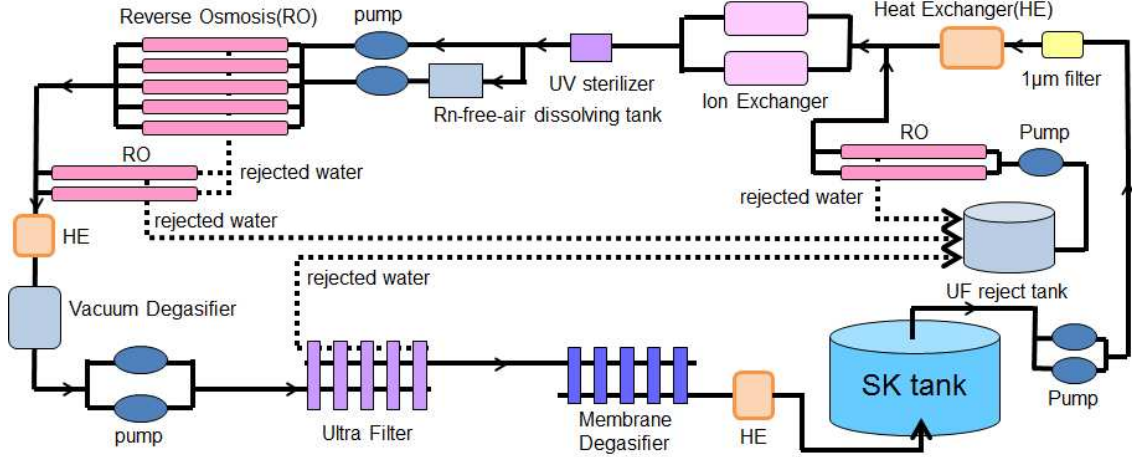 Reverse Osmosis(RO)
pump
Heat Exchanger(HE)
UV sterilizer
1μm filter
Ion Exchanger
Rn-free-air dissolving tank
RO
Pump
RO
rejected water
rejected water
rejected water
HE
rejected water
UF reject tank
Vacuum Degasifier
SK tank
Pump
pump
Ultra Filter
Membrane
Degasifier
HE